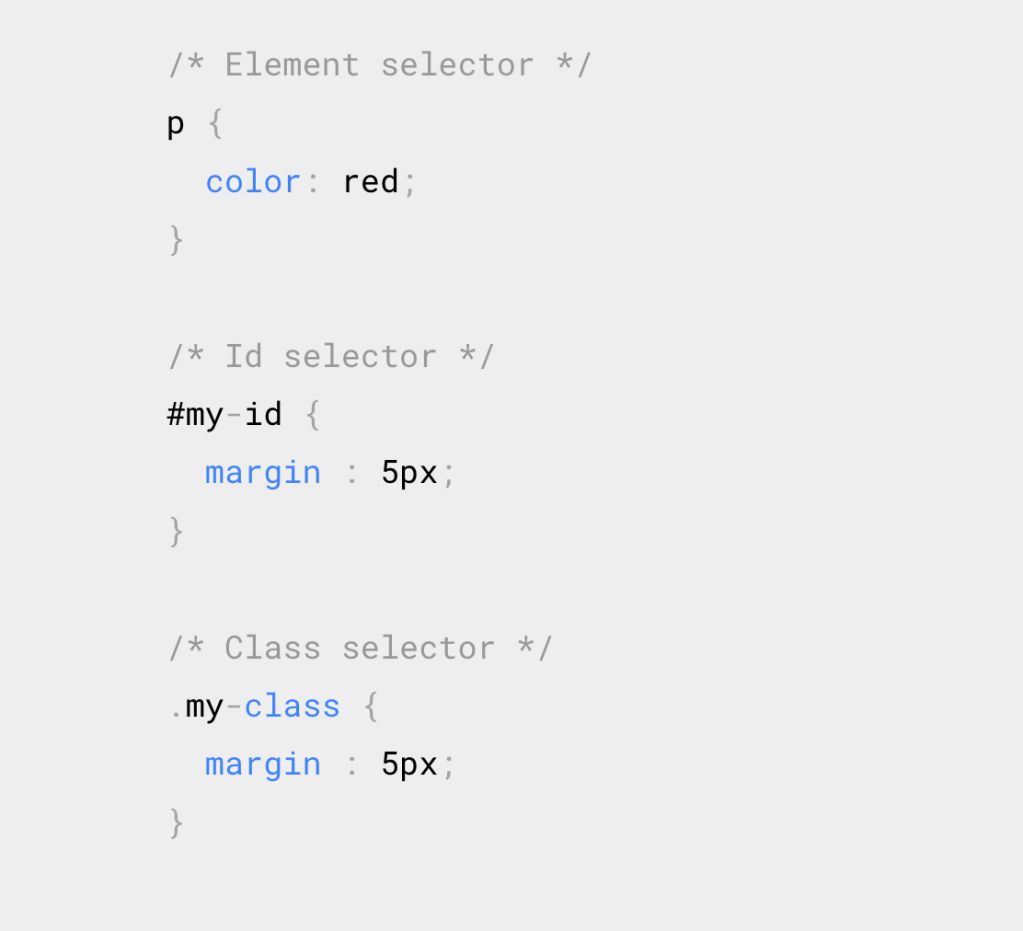 /* Element selector */
p {
  color: red;
}

/* Id selector */
#my-id {
  margin : 5px;
}

/* Class selector */
.my-class {
  margin : 5px;
}